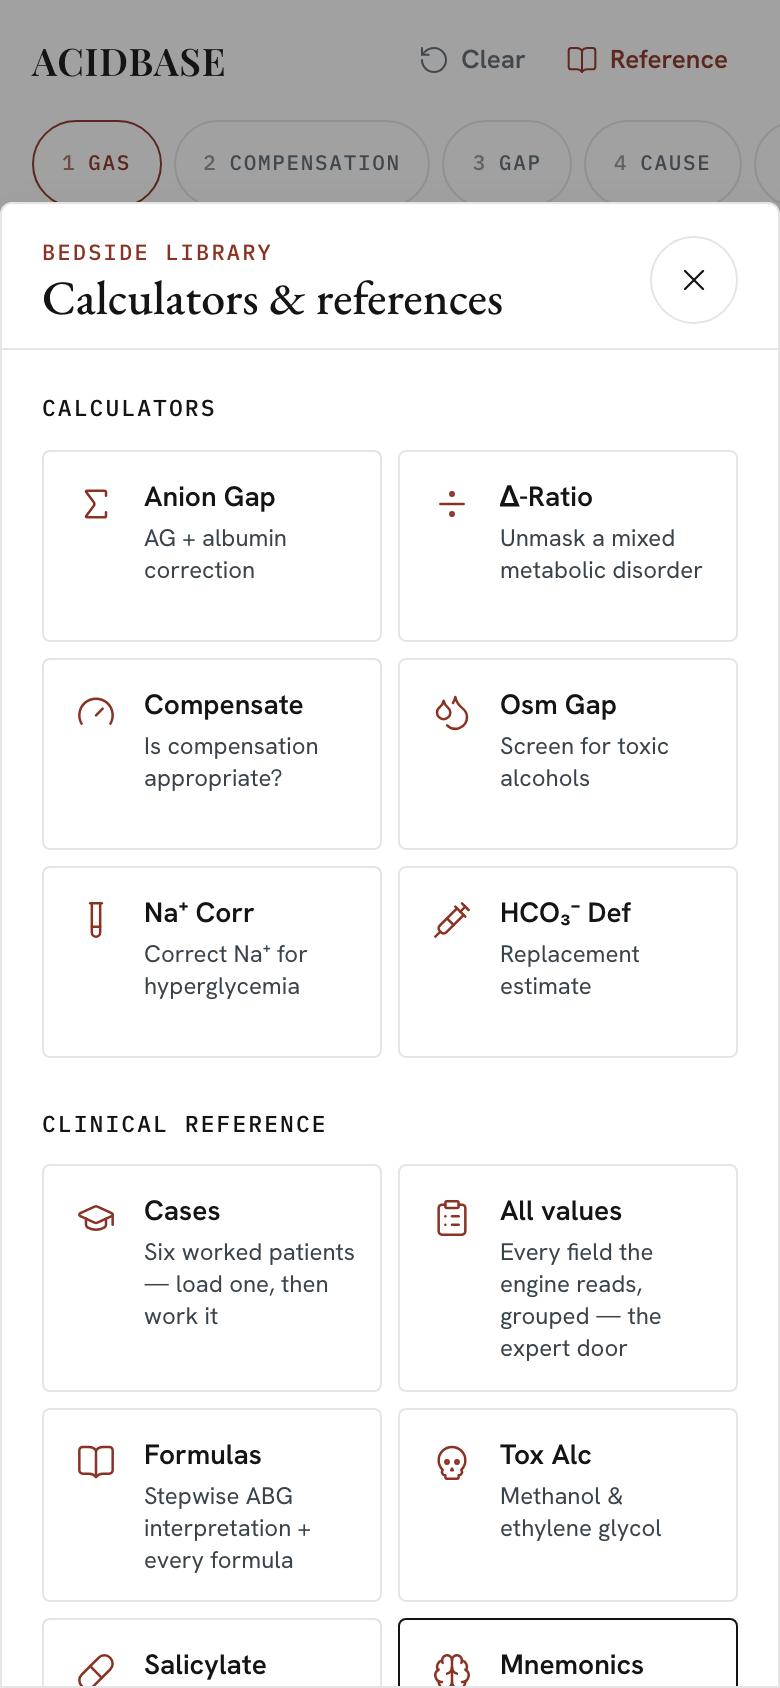 ACIDBASE
Clear
Reference
1 GAS
2 COMPENSATION
3 GAP
4 CAUSE
BEDSIDE LIBRARY
Calculators & references
CALCULATORS
Anion Gap
AG + albumin
correction
Δ-Ratio
Unmask a mixed
metabolic disorder
Compensate
Is compensation
appropriate?
Osm Gap
Screen for toxic
alcohols
Na⁺ Corr
Correct Na⁺ for
hyperglycemia
HCO₃⁻ Def
Replacement
estimate
CLINICAL REFERENCE
Cases
Six worked patients
— load one, then
work it
All values
Every field the
engine reads,
grouped — the
expert door
Formulas
Stepwise ABG
interpretation +
every formula
Tox Alc
Methanol &
ethylene glycol
Salicylate
Mnemonics